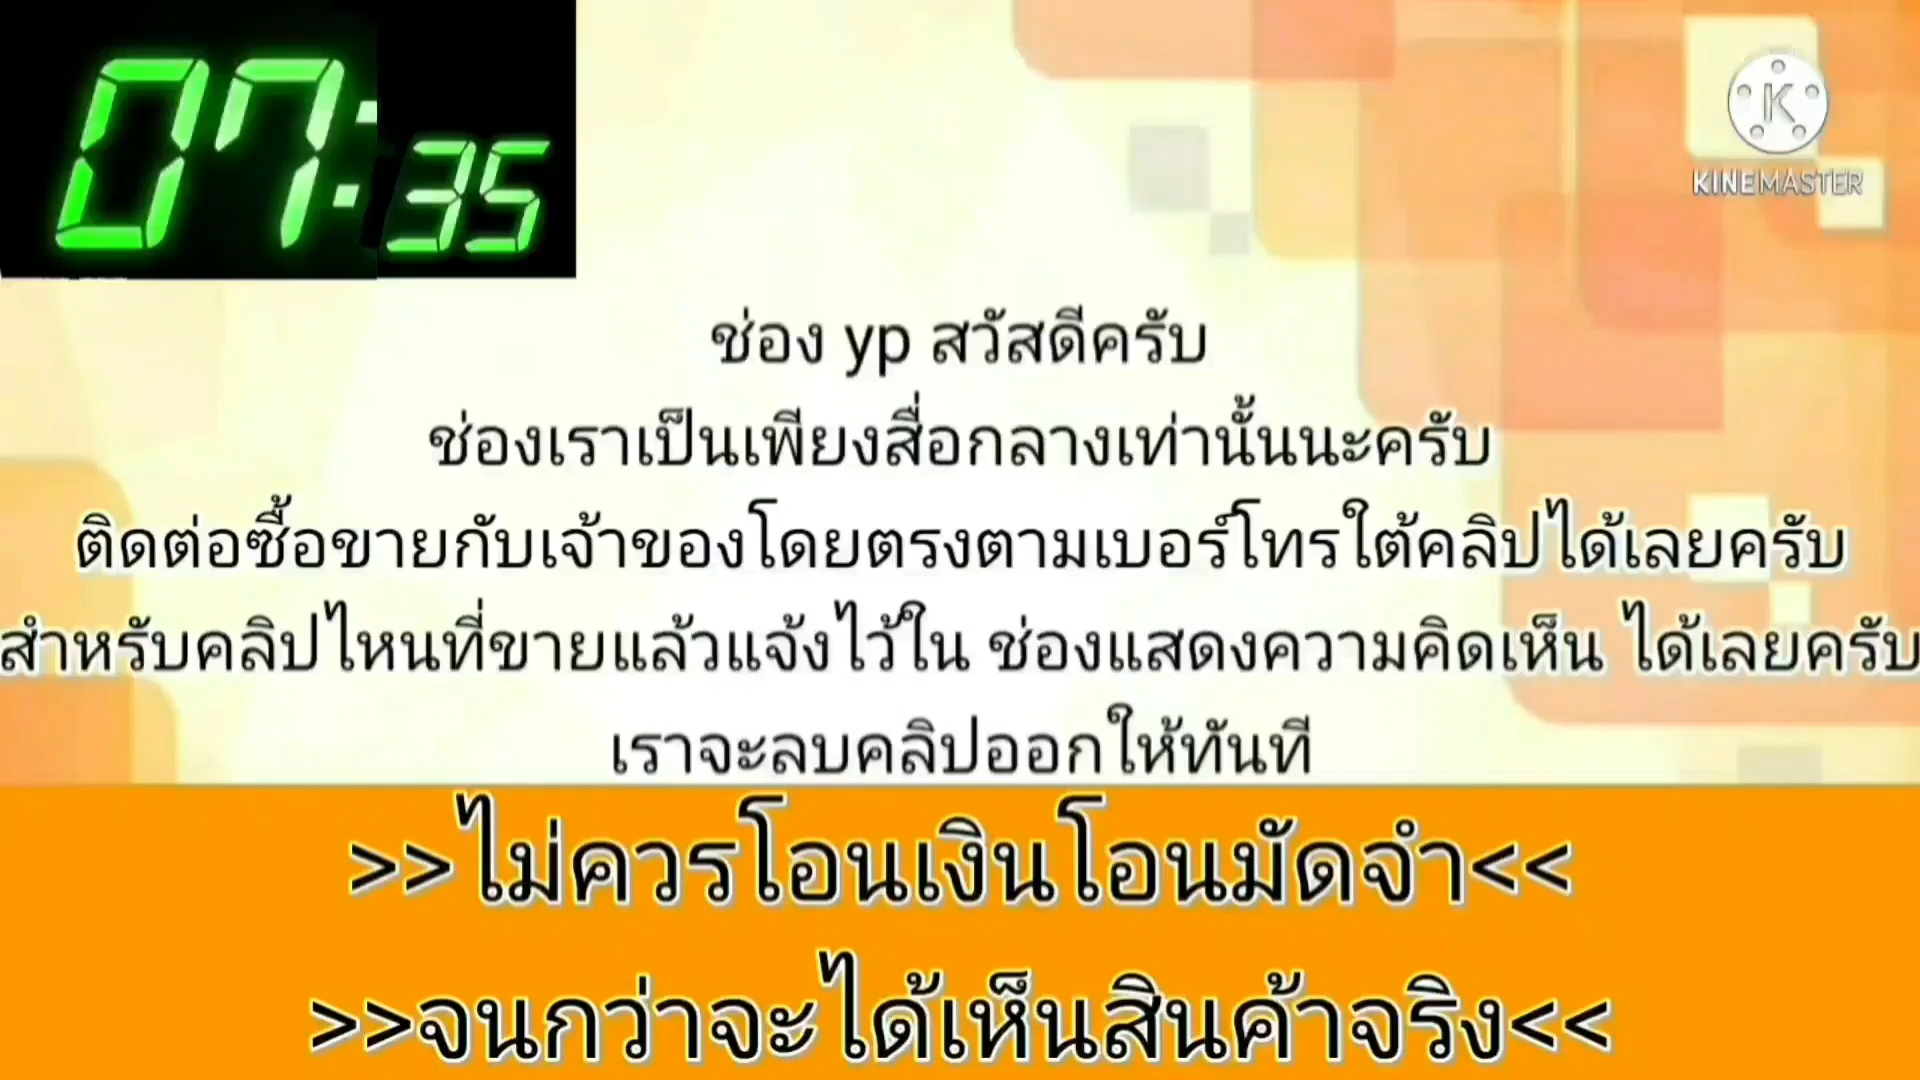 07:35
KINEMASTER
ช่อง yp สวัสดีครับ
ช่องเราเป็นเพียงสื่อกลางเท่านั้นนะครับ
ติดต่อซื้อขายกับเจ้าของโดยตรงตามเบอร์โทรใต้คลิปได้เลยครับ
สำหรับคลิปไหนที่ขายแล้วแจ้งไว้ใน ช่องแสดงความคิดเห็น ได้เลยครับ
เราจะลบคลิปออกให้ทันที
>>ไม่ควรโอนเงินโอนมัดจำ<<
>>จนกว่าจะได้เห็นสินค้าจริง<<